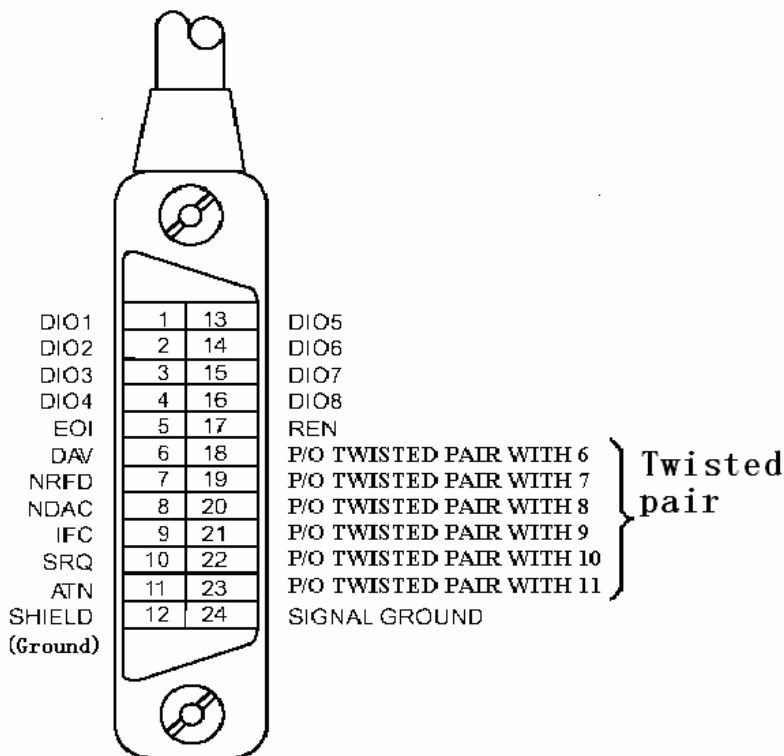 DIO1 1 13 DIO5
DIO2 2 14 DIO6
DIO3 3 15 DIO7
DIO4 4 16 DIO8
EOI 5 17 REN
DAV 6 18 P/O TWISTED PAIR WITH 6
NRFD 7 19 P/O TWISTED PAIR WITH 7
NDAC 8 20 P/O TWISTED PAIR WITH 8
IFC 9 21 P/O TWISTED PAIR WITH 9
SRQ 10 22 P/O TWISTED PAIR WITH 10
ATN 11 23 P/O TWISTED PAIR WITH 11
SHIELD 12 24 SIGNAL GROUND
(Ground)
Twisted
pair